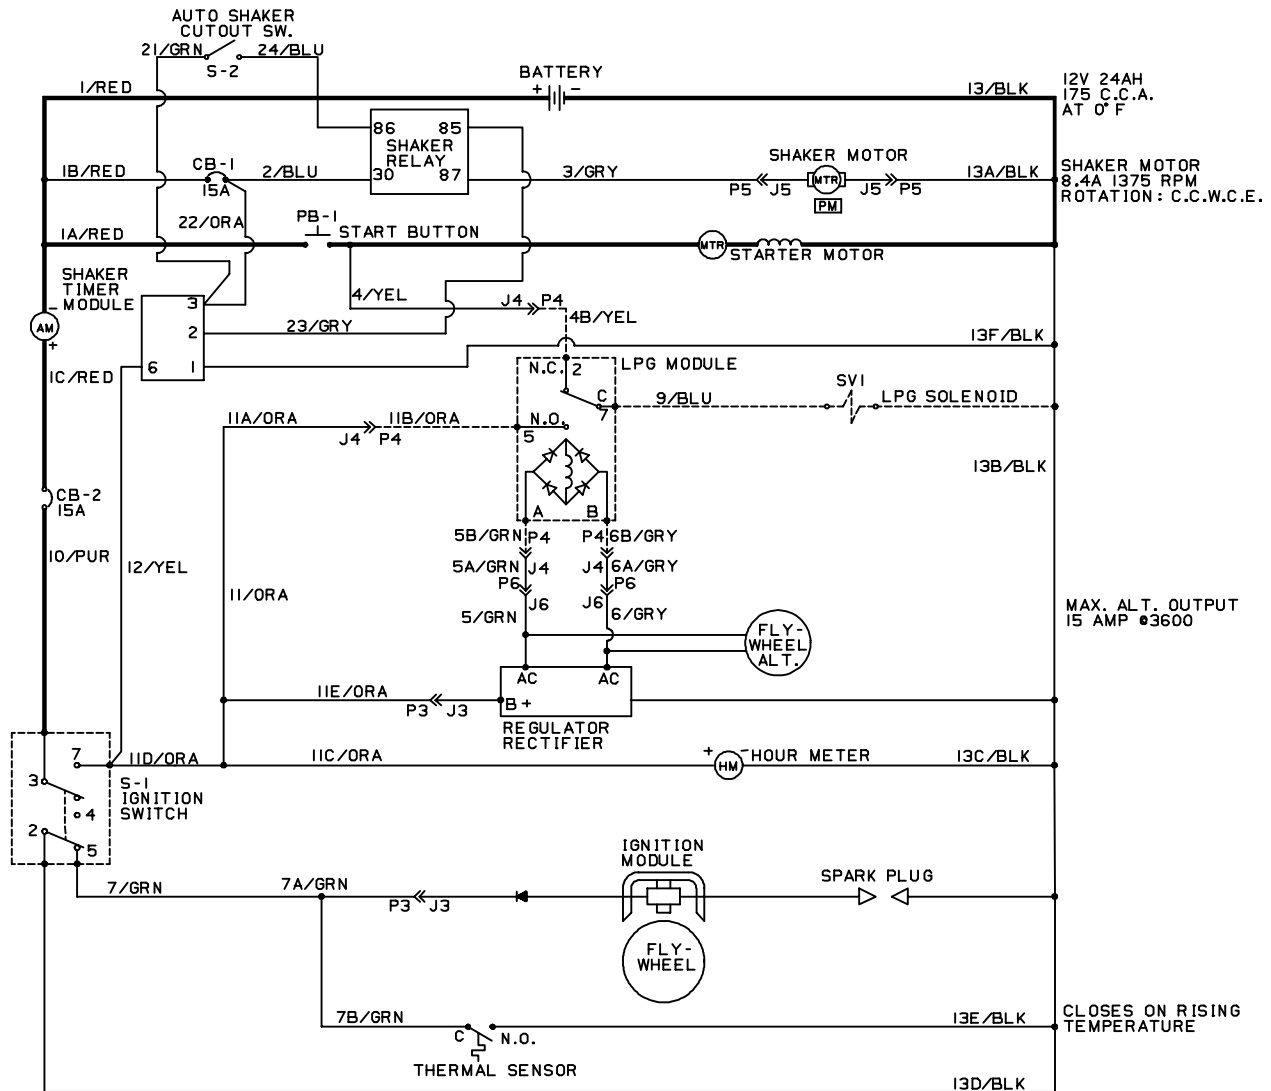 AUTO SHAKER
CUTOUT SW.
21/GRN
24/BLU
S-2
1/RED
BATTERY
+ -
13/BLK
12V 24AH
175 C.C.A.
AT 0°F
86 85
SHAKER
RELAY
30 87
1B/RED
CB-1
15A
2/BLU
3/GRY
SHAKER MOTOR
P5 J5
MTR
J5 P5
PM
13A/BLK
SHAKER MOTOR
8.4A 1375 RPM
ROTATION: C.C.W.C.E.
22/ORA
PB-1
START BUTTON
1A/RED
MTR
STARTER MOTOR
SHAKER
TIMER
MODULE
-
AM
+
3
2
6 1
4/YEL
J4 P4
4B/YEL
23/GRY
13F/BLK
1C/RED
N.C. 2
LPG MODULE
C
7
9/BLU
SV1
LPG SOLENOID
11A/ORA
J4 P4
11B/ORA
N.O.
5
13B/BLK
A B
CB-2
15A
10/PUR
12/YEL
11/ORA
5B/GRN P4
P4 6B/GRY
5A/GRN J4
J4 6A/GRY
P6 P6
J6 J6
5/GRN
6/GRY
FLY-
WHEEL
ALT.
MAX. ALT. OUTPUT
15 AMP @3600
AC AC
B+
REGULATOR
RECTIFIER
11E/ORA
P3 J3
7
11D/ORA
11C/ORA
+ -
HM
HOUR METER
13C/BLK
3
4
2
5
S-1
IGNITION
SWITCH
7/GRN
7A/GRN
P3 J3
IGNITION
MODULE
SPARK PLUG
FLY-
WHEEL
7B/GRN
C N.O.
THERMAL SENSOR
13E/BLK
CLOSES ON RISING
TEMPERATURE
13D/BLK